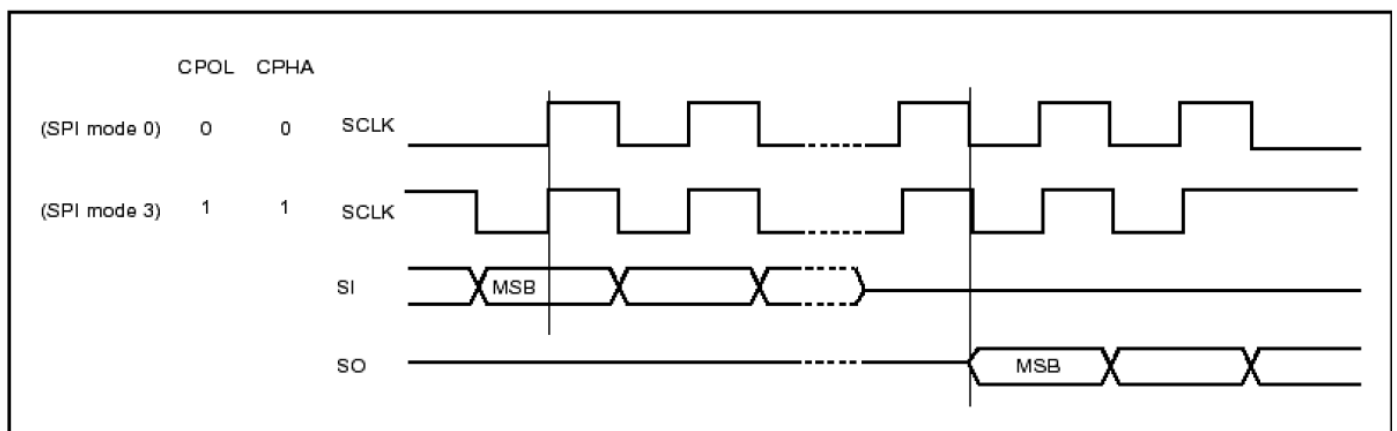 CPOL CPHA
(SPI mode 0) 0 0 SCLK
(SPI mode 3) 1 1 SCLK
SI MSB
SO MSB